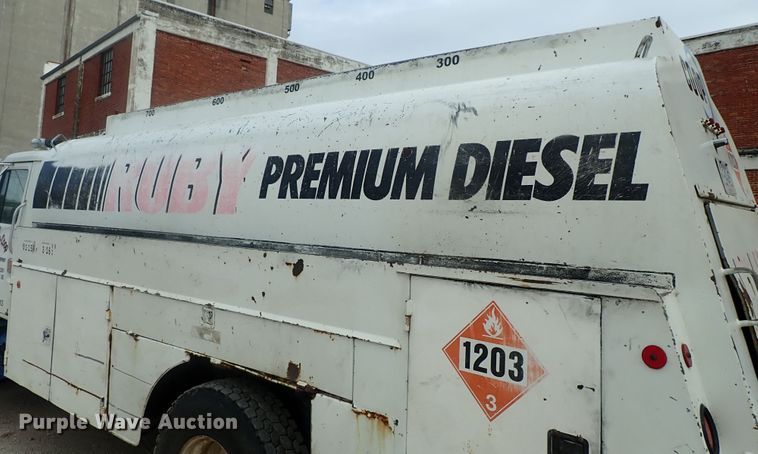 700 600 500 400 300
RUBY PREMIUM DIESEL
1203
3
Purple Wave Auction